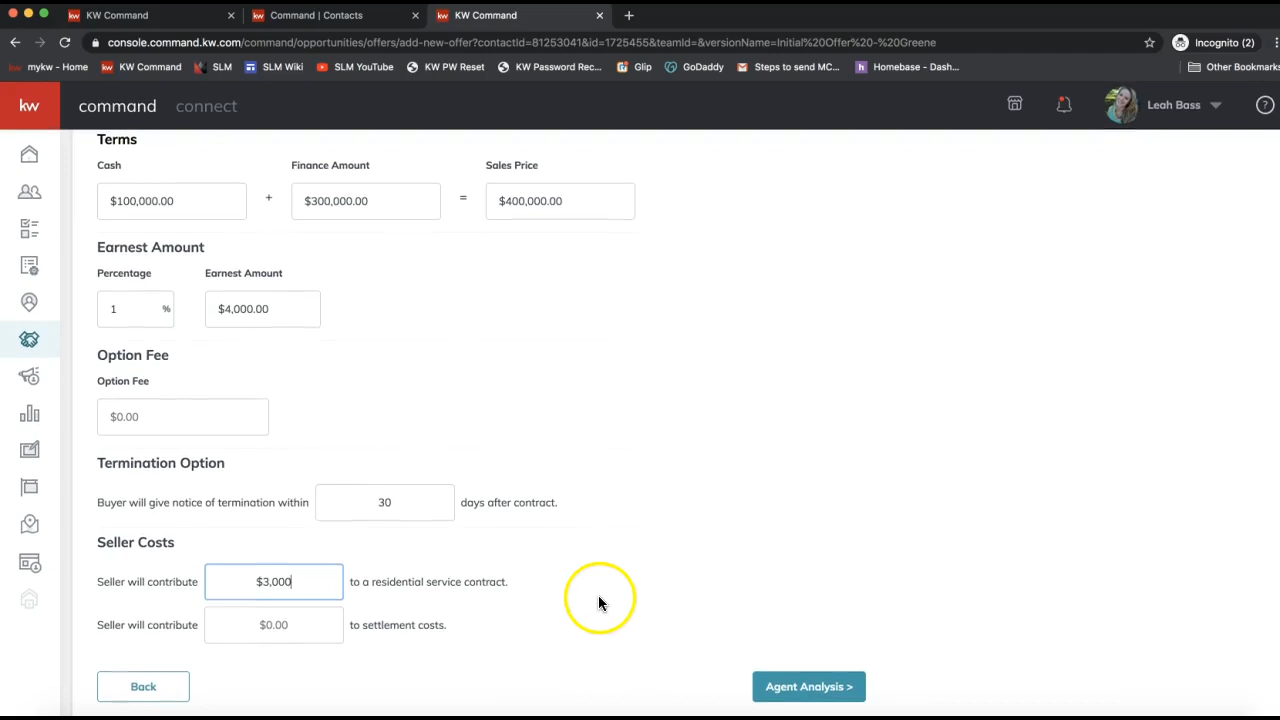 KW Command
Command | Contacts
KW Command
console.command.kw.com/command/opportunities/offers/add-new-offer?contactId=81253041&id=1725455&teamId=&versionName=Initial%20Offer%20-%20Greene
Incognito (2)
mykw - Home
KW Command
SLM
SLM Wiki
SLM YouTube
KW PW Reset
KW Password Rec...
Glip
GoDaddy
Steps to send MC...
Homebase - Dash...
Other Bookmarks
kw
command
connect
Leah Bass
Terms
Cash
Finance Amount
Sales Price
$100,000.00
+
$300,000.00
=
$400,000.00
Earnest Amount
Percentage
Earnest Amount
1 %
$4,000.00
Option Fee
Option Fee
$0.00
Termination Option
Buyer will give notice of termination within 30 days after contract.
Seller Costs
Seller will contribute $3,000 to a residential service contract.
Seller will contribute $0.00 to settlement costs.
Back
Agent Analysis >